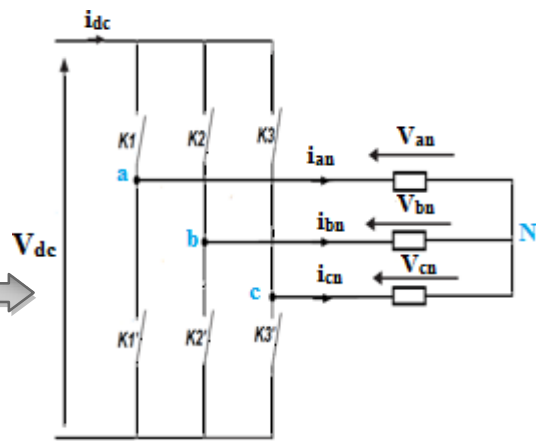 idc
K1
K2
K3
Van
ian
a
Vbn
ibn
N
b
Vdc
Vcn
icn
c
K1'
K2'
K3'